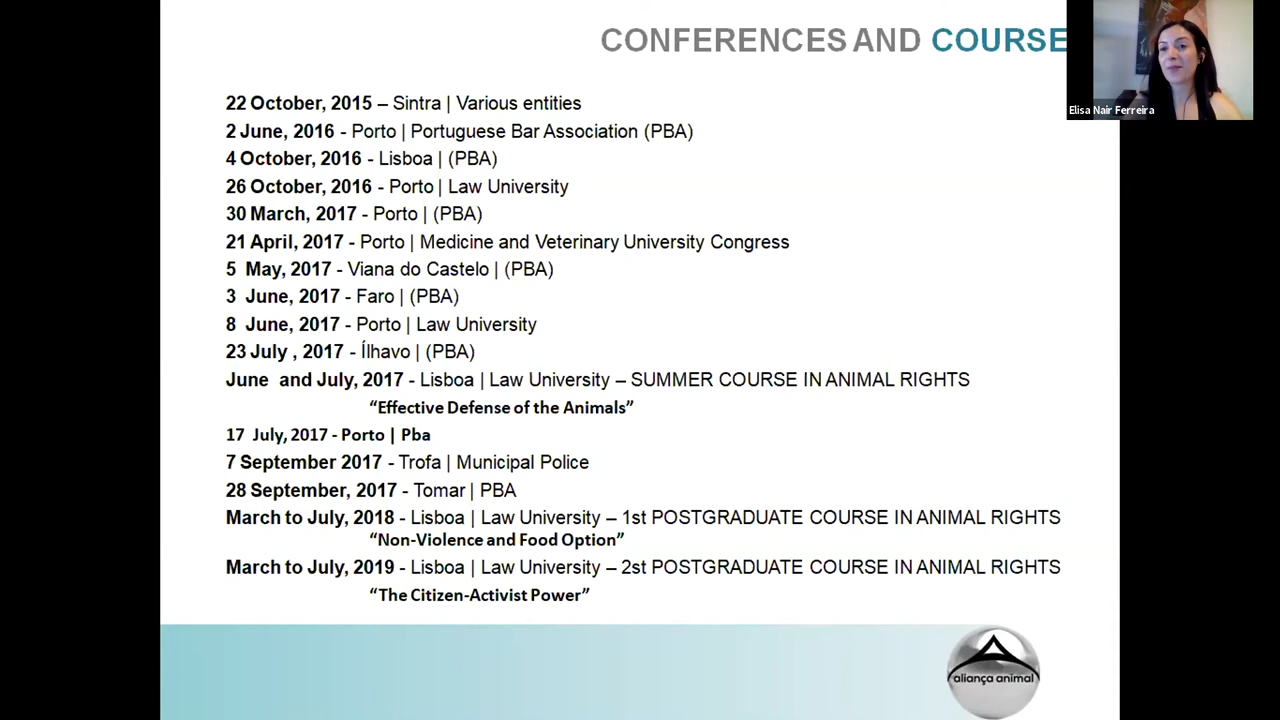 CONFERENCES AND COURSE
Elisa Nair Ferreira
22 October, 2015 – Sintra | Various entities
2 June, 2016 - Porto | Portuguese Bar Association (PBA)
4 October, 2016 - Lisboa | (PBA)
26 October, 2016 - Porto | Law University
30 March, 2017 - Porto | (PBA)
21 April, 2017 - Porto | Medicine and Veterinary University Congress
5 May, 2017 - Viana do Castelo | (PBA)
3 June, 2017 - Faro | (PBA)
8 June, 2017 - Porto | Law University
23 July , 2017 - Ílhavo | (PBA)
June and July, 2017 - Lisboa | Law University – SUMMER COURSE IN ANIMAL RIGHTS
“Effective Defense of the Animals”
17 July, 2017 - Porto | Pba
7 September 2017 - Trofa | Municipal Police
28 September, 2017 - Tomar | PBA
March to July, 2018 - Lisboa | Law University – 1st POSTGRADUATE COURSE IN ANIMAL RIGHTS
“Non-Violence and Food Option”
March to July, 2019 - Lisboa | Law University – 2st POSTGRADUATE COURSE IN ANIMAL RIGHTS
“The Citizen-Activist Power”
aliança animal